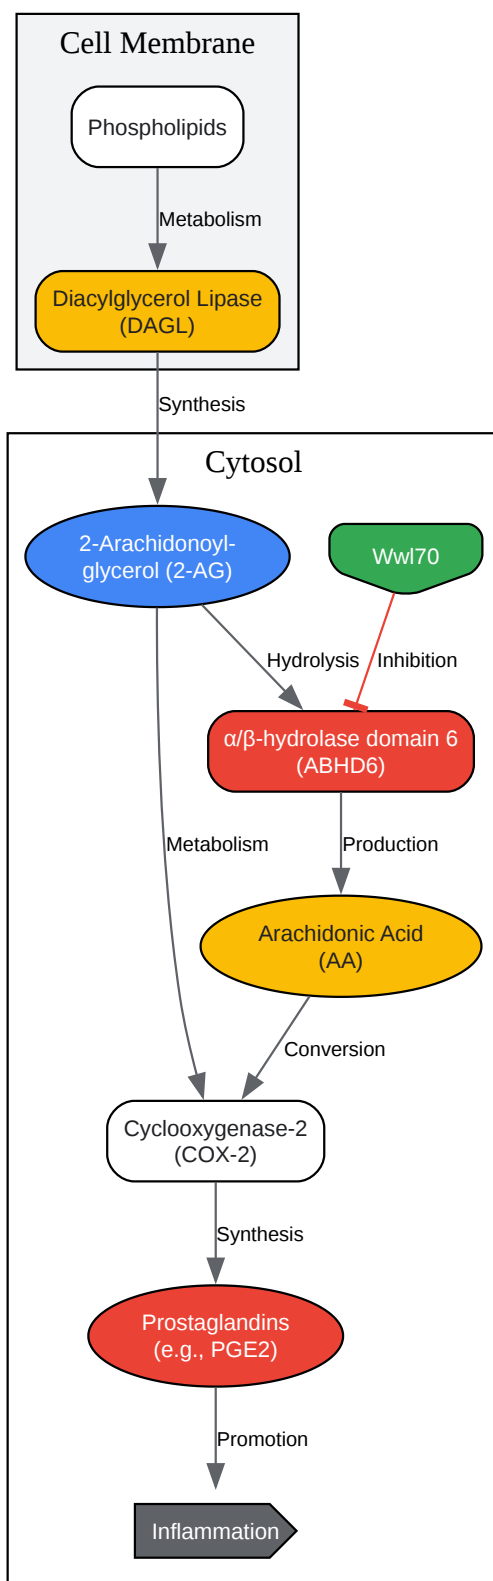 Cell Membrane
Phospholipids
Metabolism
Diacylglycerol Lipase
(DAGL)
Synthesis
Cytosol
2-Arachidonoyl-
glycerol (2-AG)
Wwl70
Hydrolysis
Inhibition
α/β-hydrolase domain 6
(ABHD6)
Metabolism
Production
Arachidonic Acid
(AA)
Conversion
Cyclooxygenase-2
(COX-2)
Synthesis
Prostaglandins
(e.g., PGE2)
Promotion
Inflammation